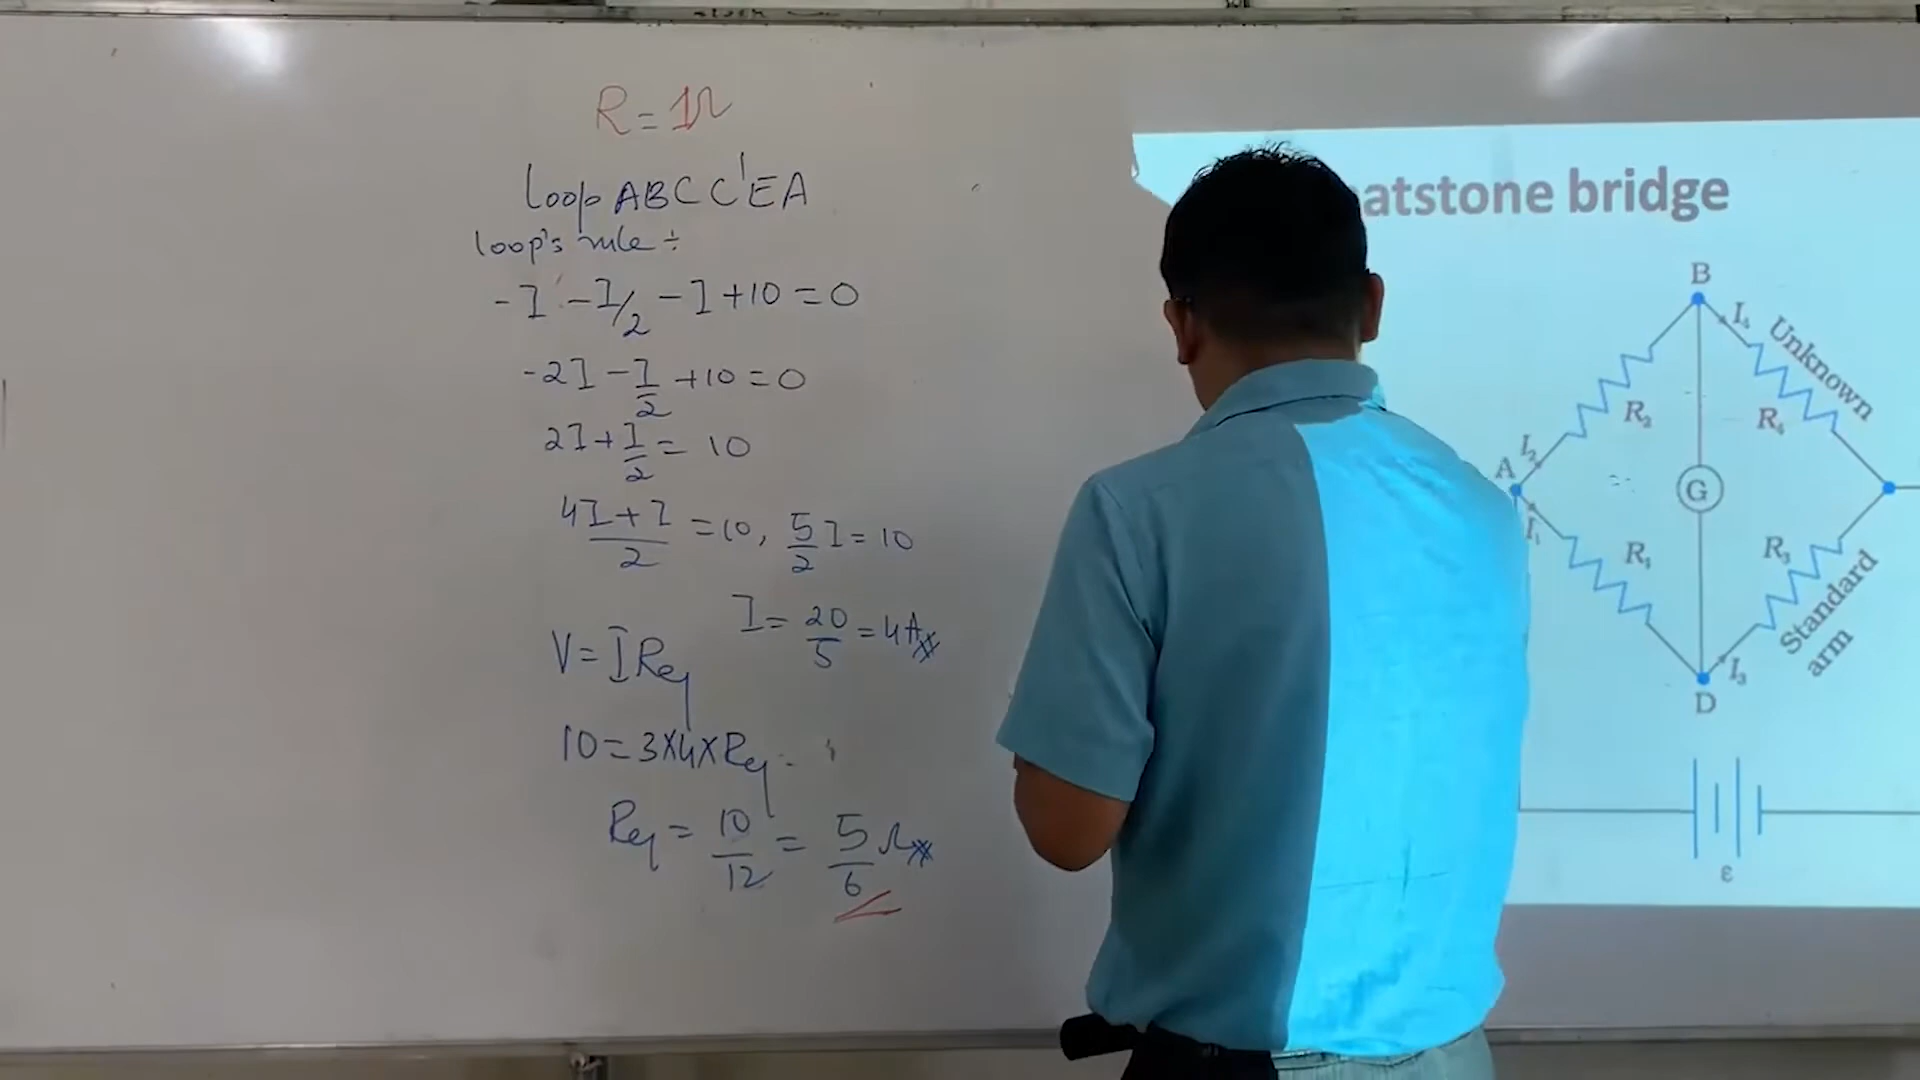 R = 1Ω
Loop ABCC'EA
loop's rule ÷
-I - I/2 - I + 10 = 0
-2I - I/2 + 10 = 0
2I + I/2 = 10
4I + I/2 = 10, 5/2 I = 10
I = 20/5 = 4A
V = I Req
10 = 3×4×Req
Req = 10/12 = 5/6 Ω
atstone bridge
B
I₄
Unknown
R₂
R₄
I₂
A
G
I₁
R₁
R₃
Standard
arm
I₃
D
ε